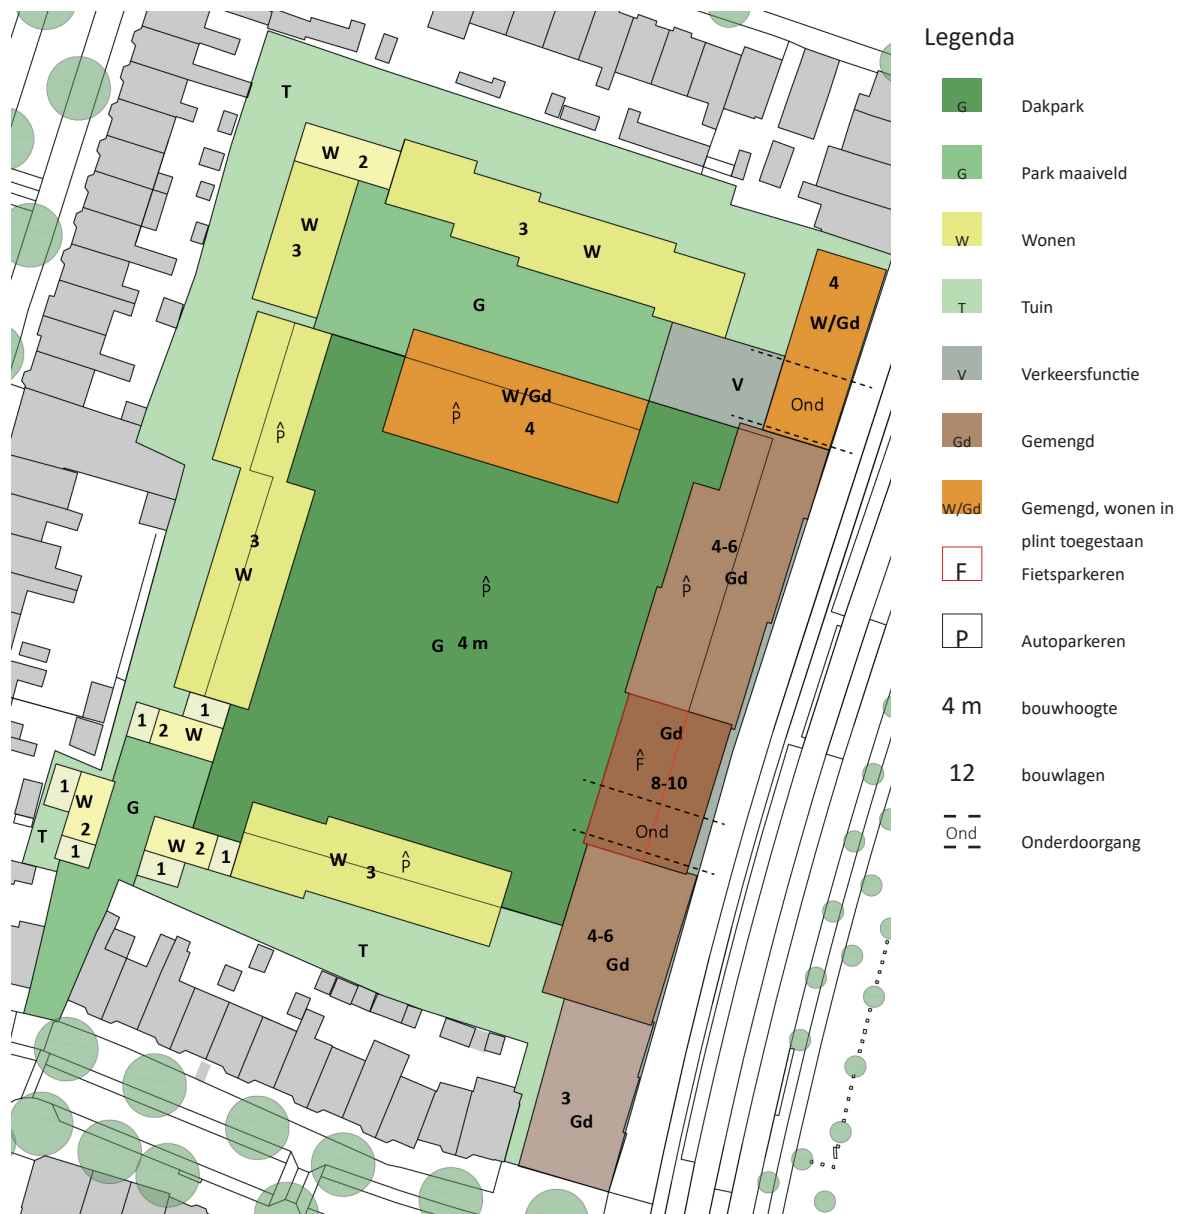 T
W 2
W
3
3
W
G
4
W/Gd
Ond
V
W/Gd
^
P
4
^
P
3
W
4-6
Gd
^
P
^
P
G 4 m
1
1
2 W
1
W
2
1
T
G
W 2 1
1
W
3
^
P
Gd
^
F
8-10
Ond
4-6
Gd
T
3
Gd
Legenda
G Dakpark
G Park maaiveld
W Wonen
T Tuin
V Verkeersfunctie
Gd Gemengd
W/Gd Gemengd, wonen in
plint toegestaan
F Fietsparkeren
P Autoparkeren
4 m bouwhoogte
12 bouwlagen
Ond Onderdoorgang